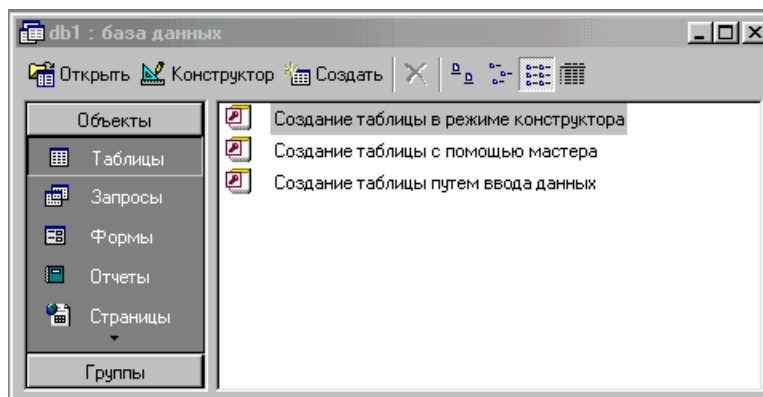 db1 : база данных
Открыть Конструктор Создать
Объекты
Таблицы
Запросы
Формы
Отчеты
Страницы
Группы
Создание таблицы в режиме конструктора
Создание таблицы с помощью мастера
Создание таблицы путем ввода данных